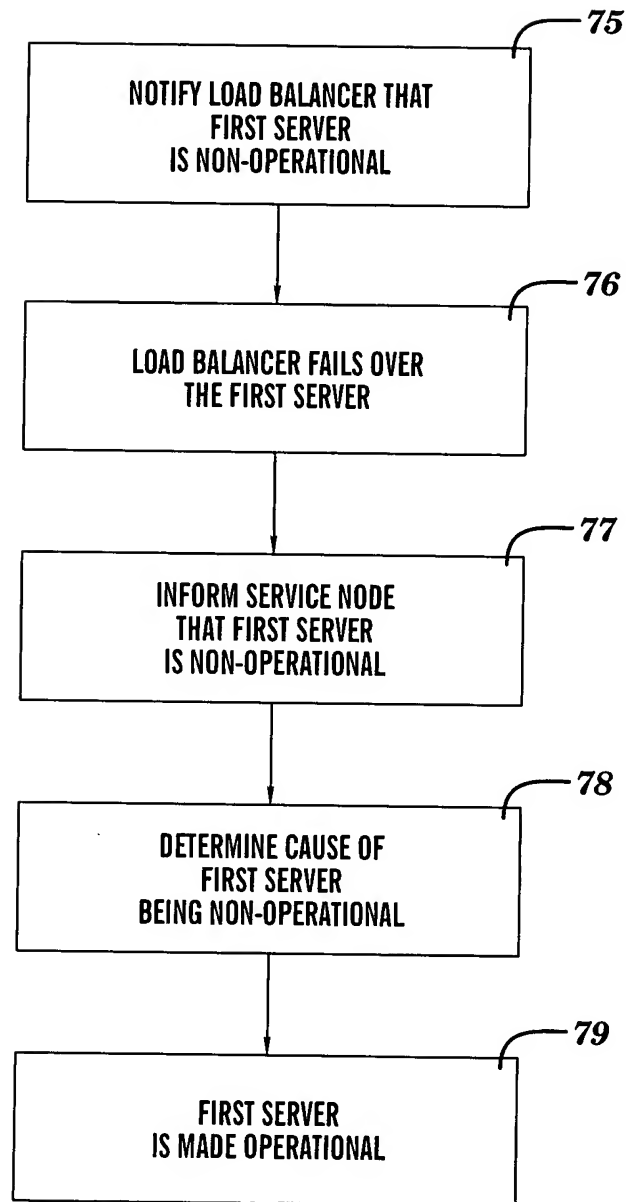 75
NOTIFY LOAD BALANCER THAT
FIRST SERVER
IS NON-OPERATIONAL
76
LOAD BALANCER FAILS OVER
THE FIRST SERVER
77
INFORM SERVICE NODE
THAT FIRST SERVER
IS NON-OPERATIONAL
78
DETERMINE CAUSE OF
FIRST SERVER
BEING NON-OPERATIONAL
79
FIRST SERVER
IS MADE OPERATIONAL